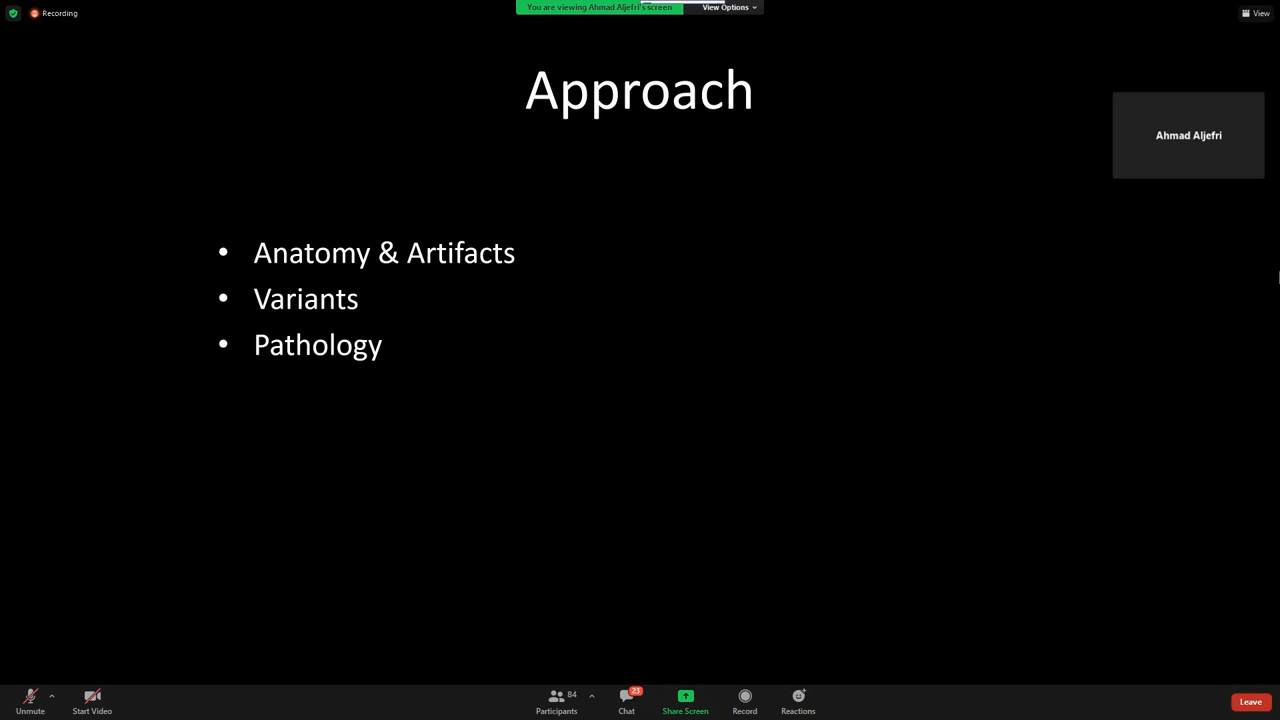 Recording
You are viewing Ahmad Aljefri's screen
View Options
View
Approach
Ahmad Aljefri
• Anatomy & Artifacts
• Variants
• Pathology
Unmute
Start Video
84
Participants
23
Chat
Share Screen
Record
Reactions
Leave